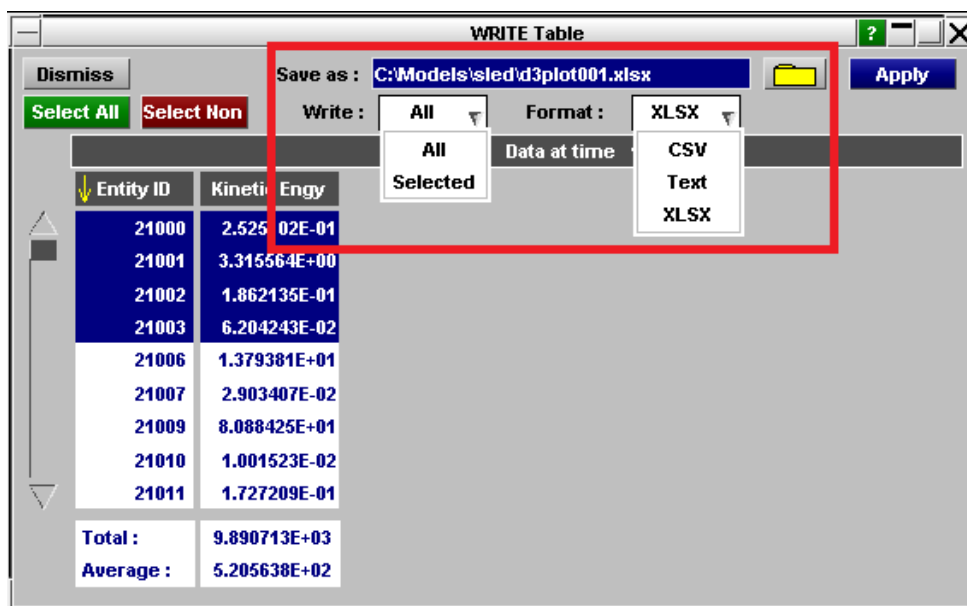 WRITE Table ?
Dismiss Save as : C:\Models\sled\d3plot001.xlsx Apply
Select All Select Non Write : All Format : XLSX
Data at time
All CSV
Selected Text
XLSX
Entity ID Kinetic Engy
21000
21001 3.315564E+00
21002 1.862135E-01
21003 6.204243E-02
21006 1.379381E+01
21007 2.903407E-02
21009 8.088425E+01
21010 1.001523E-02
21011 1.727209E-01
Total : 9.890713E+03
Average : 5.205638E+02